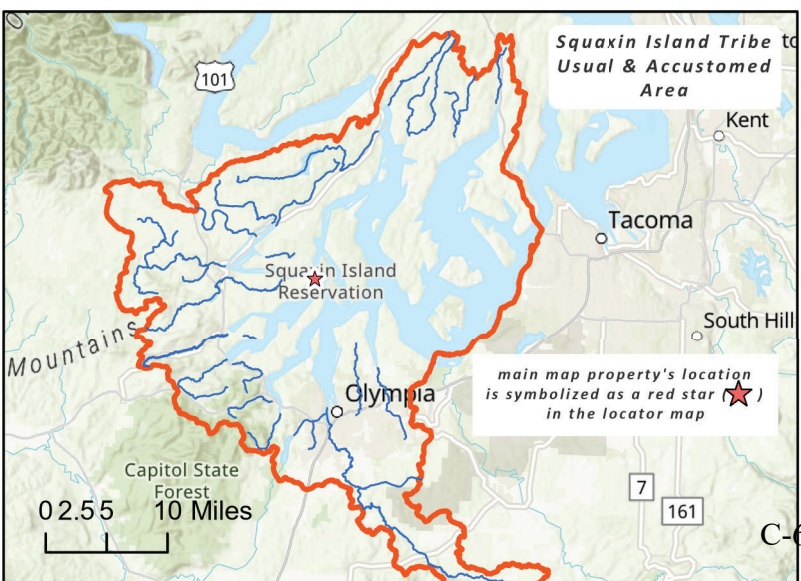 Squaxin Island Tribe
Usual & Accustomed
Area
101
Kent
Tacoma
Squaxin Island
Reservation
South Hill
Mountains
main map property's location
is symbolized as a red star ( )
in the locator map
Olympia
Capitol State
Forest
7
161
0 2.5 5 10 Miles